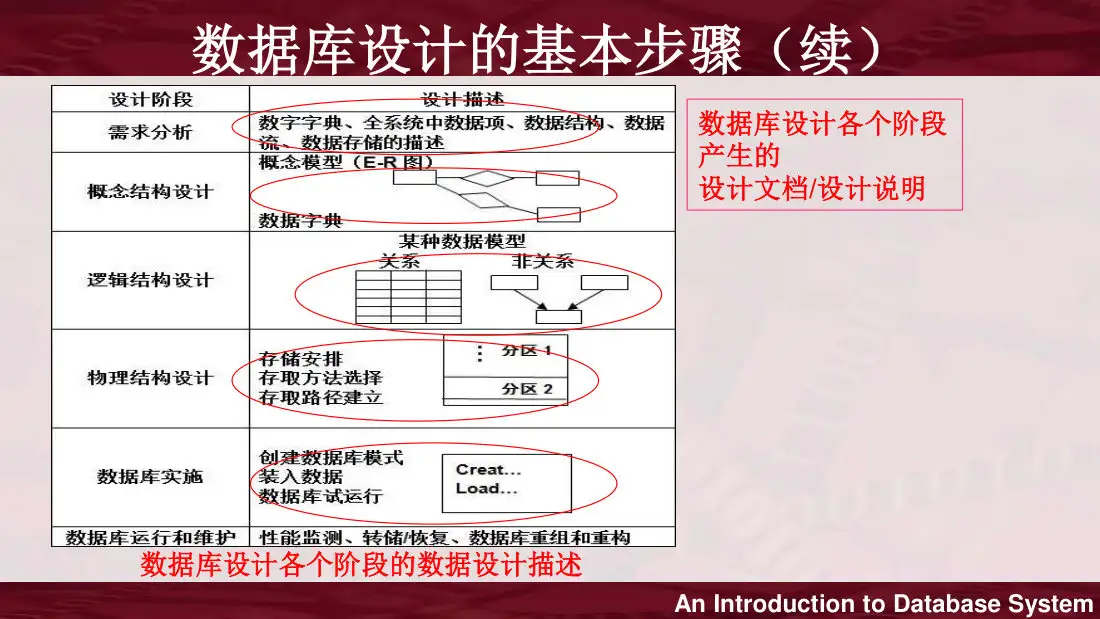 数据库设计的基本步骤（续）
设计阶段 设计描述
需求分析 数字字典、全系统中数据项、数据结构、数据
流、数据存储的描述
概念结构设计 概念模型（E-R 图）
数据字典
逻辑结构设计 某种数据模型
关系 非关系
物理结构设计 存储安排
存取方法选择
存取路径建立
⋮ 分区 1
分区 2
数据库实施 创建数据库模式
装入数据
数据库试运行
Creat…
Load…
数据库运行和维护 性能监测、转储/恢复、数据库重组和重构
数据库设计各个阶段的数据设计描述
数据库设计各个阶段
产生的
设计文档/设计说明
An Introduction to Database System